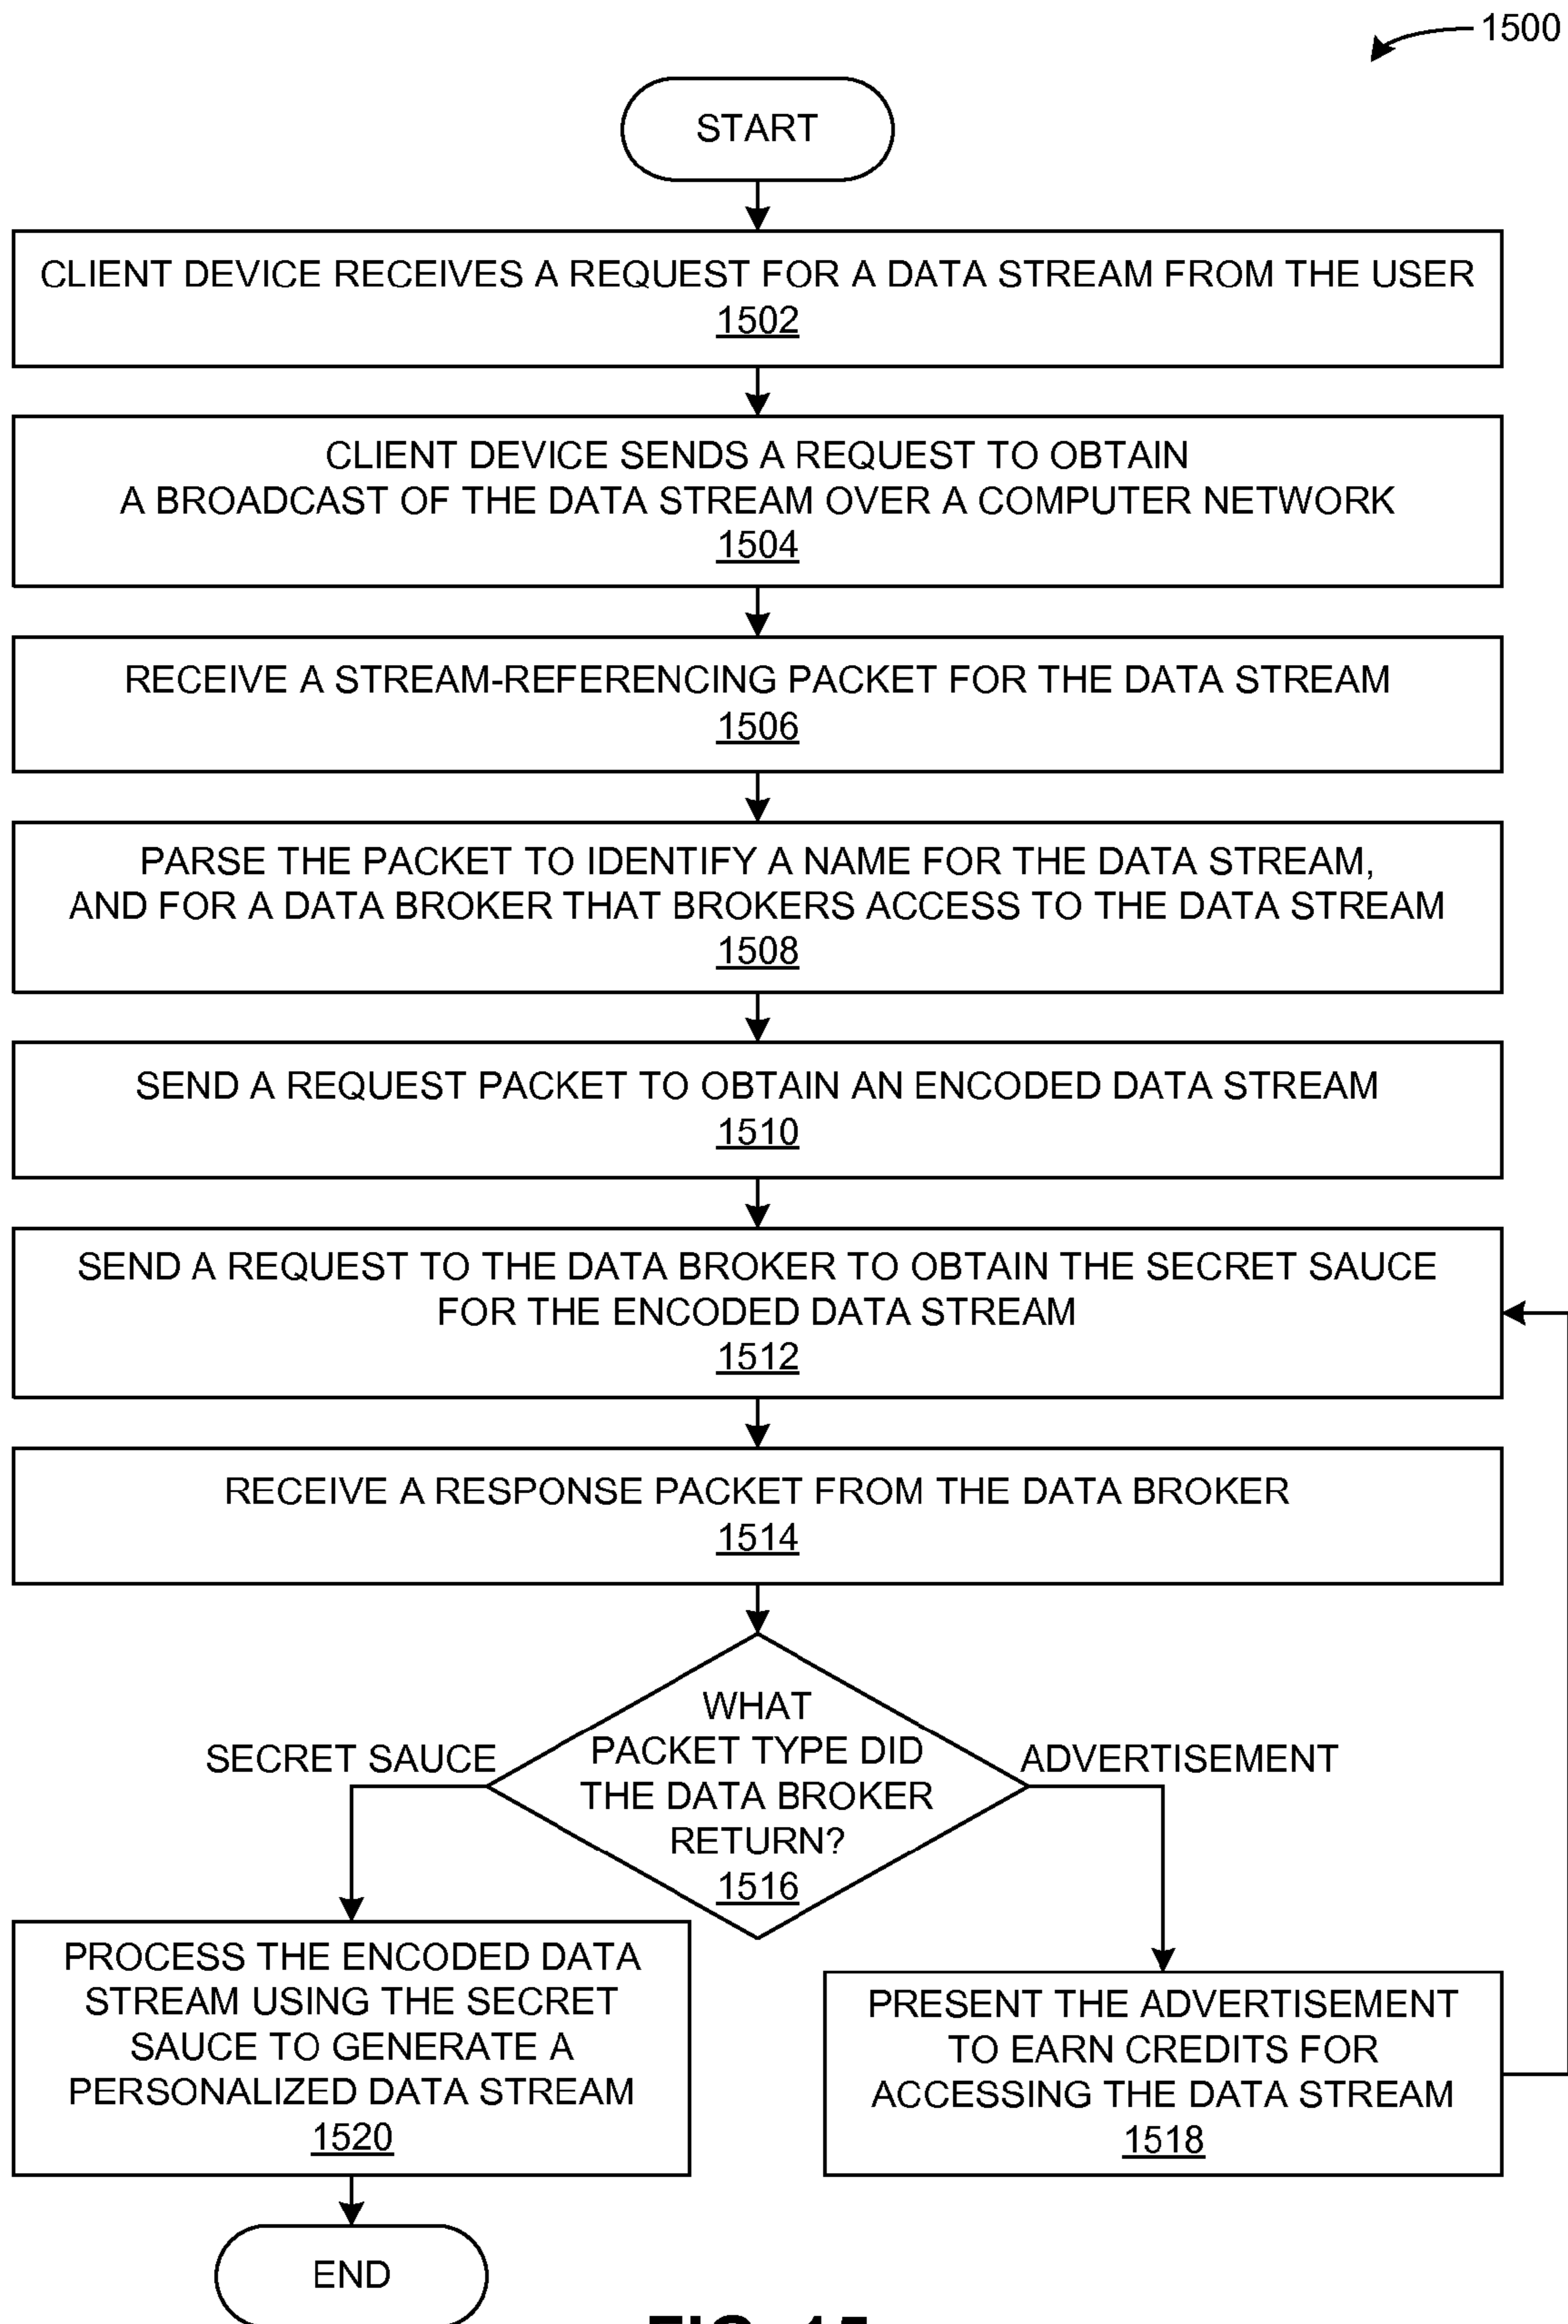 1500
START
CLIENT DEVICE RECEIVES A REQUEST FOR A DATA STREAM FROM THE USER
1502
CLIENT DEVICE SENDS A REQUEST TO OBTAIN
A BROADCAST OF THE DATA STREAM OVER A COMPUTER NETWORK
1504
RECEIVE A STREAM-REFERENCING PACKET FOR THE DATA STREAM
1506
PARSE THE PACKET TO IDENTIFY A NAME FOR THE DATA STREAM,
AND FOR A DATA BROKER THAT BROKERS ACCESS TO THE DATA STREAM
1508
SEND A REQUEST PACKET TO OBTAIN AN ENCODED DATA STREAM
1510
SEND A REQUEST TO THE DATA BROKER TO OBTAIN THE SECRET SAUCE
FOR THE ENCODED DATA STREAM
1512
RECEIVE A RESPONSE PACKET FROM THE DATA BROKER
1514
WHAT
PACKET TYPE DID
THE DATA BROKER
RETURN?
1516
SECRET SAUCE
ADVERTISEMENT
PROCESS THE ENCODED DATA
STREAM USING THE SECRET
SAUCE TO GENERATE A
PERSONALIZED DATA STREAM
1520
PRESENT THE ADVERTISEMENT
TO EARN CREDITS FOR
ACCESSING THE DATA STREAM
1518
END